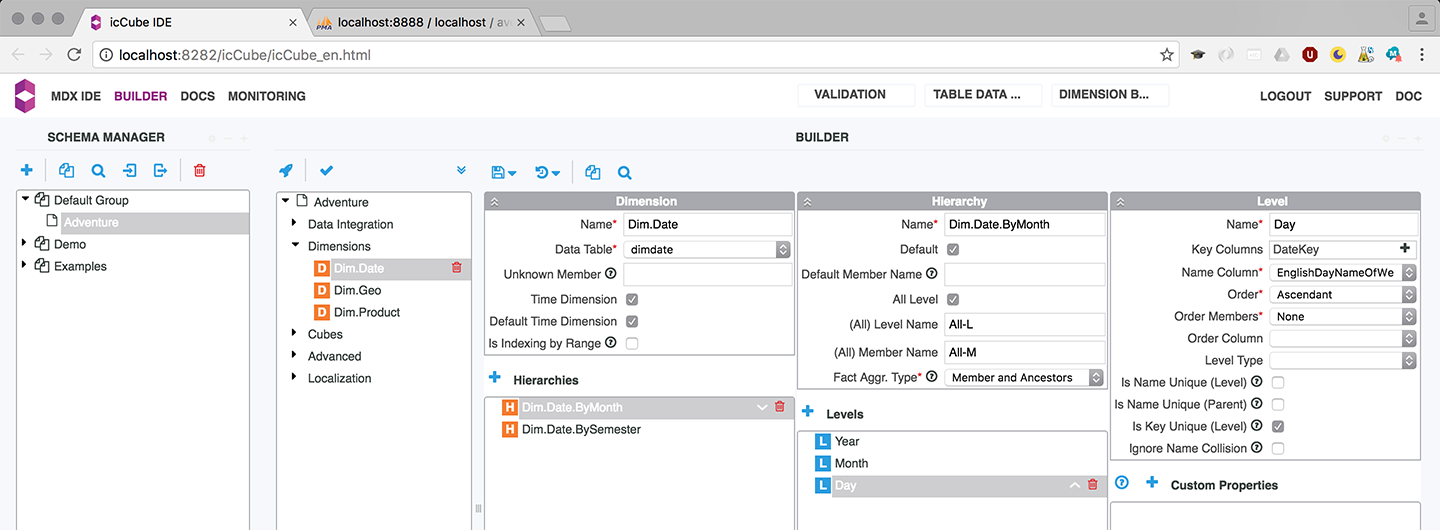 icCube IDE
PMA localhost:8888 / localhost / av
localhost:8282/icCube/icCube_en.html
MDX IDE BUILDER DOCS MONITORING VALIDATION TABLE DATA ... DIMENSION B... LOGOUT SUPPORT DOC
SCHEMA MANAGER
BUILDER
Default Group
Adventure
Demo
Examples
Adventure
Data Integration
Dimensions
D Dim.Date
D Dim.Geo
D Dim.Product
Cubes
Advanced
Localization
Dimension
Name* Dim.Date
Data Table* dimdate
Unknown Member ?
Time Dimension
Default Time Dimension
Is Indexing by Range ?
Hierarchies
H Dim.Date.ByMonth
H Dim.Date.BySemester
Hierarchy
Name* Dim.Date.ByMonth
Default
Default Member Name ?
All Level
(All) Level Name All-L
(All) Member Name All-M
Fact Aggr. Type* ? Member and Ancestors
Levels
L Year
L Month
L Day
Level
Name* Day
Key Columns DateKey
Name Column* EnglishDayNameOfWe
Order* Ascendant
Order Members* None
Order Column
Level Type
Is Name Unique (Level) ?
Is Name Unique (Parent) ?
Is Key Unique (Level) ?
Ignore Name Collision ?
? Custom Properties